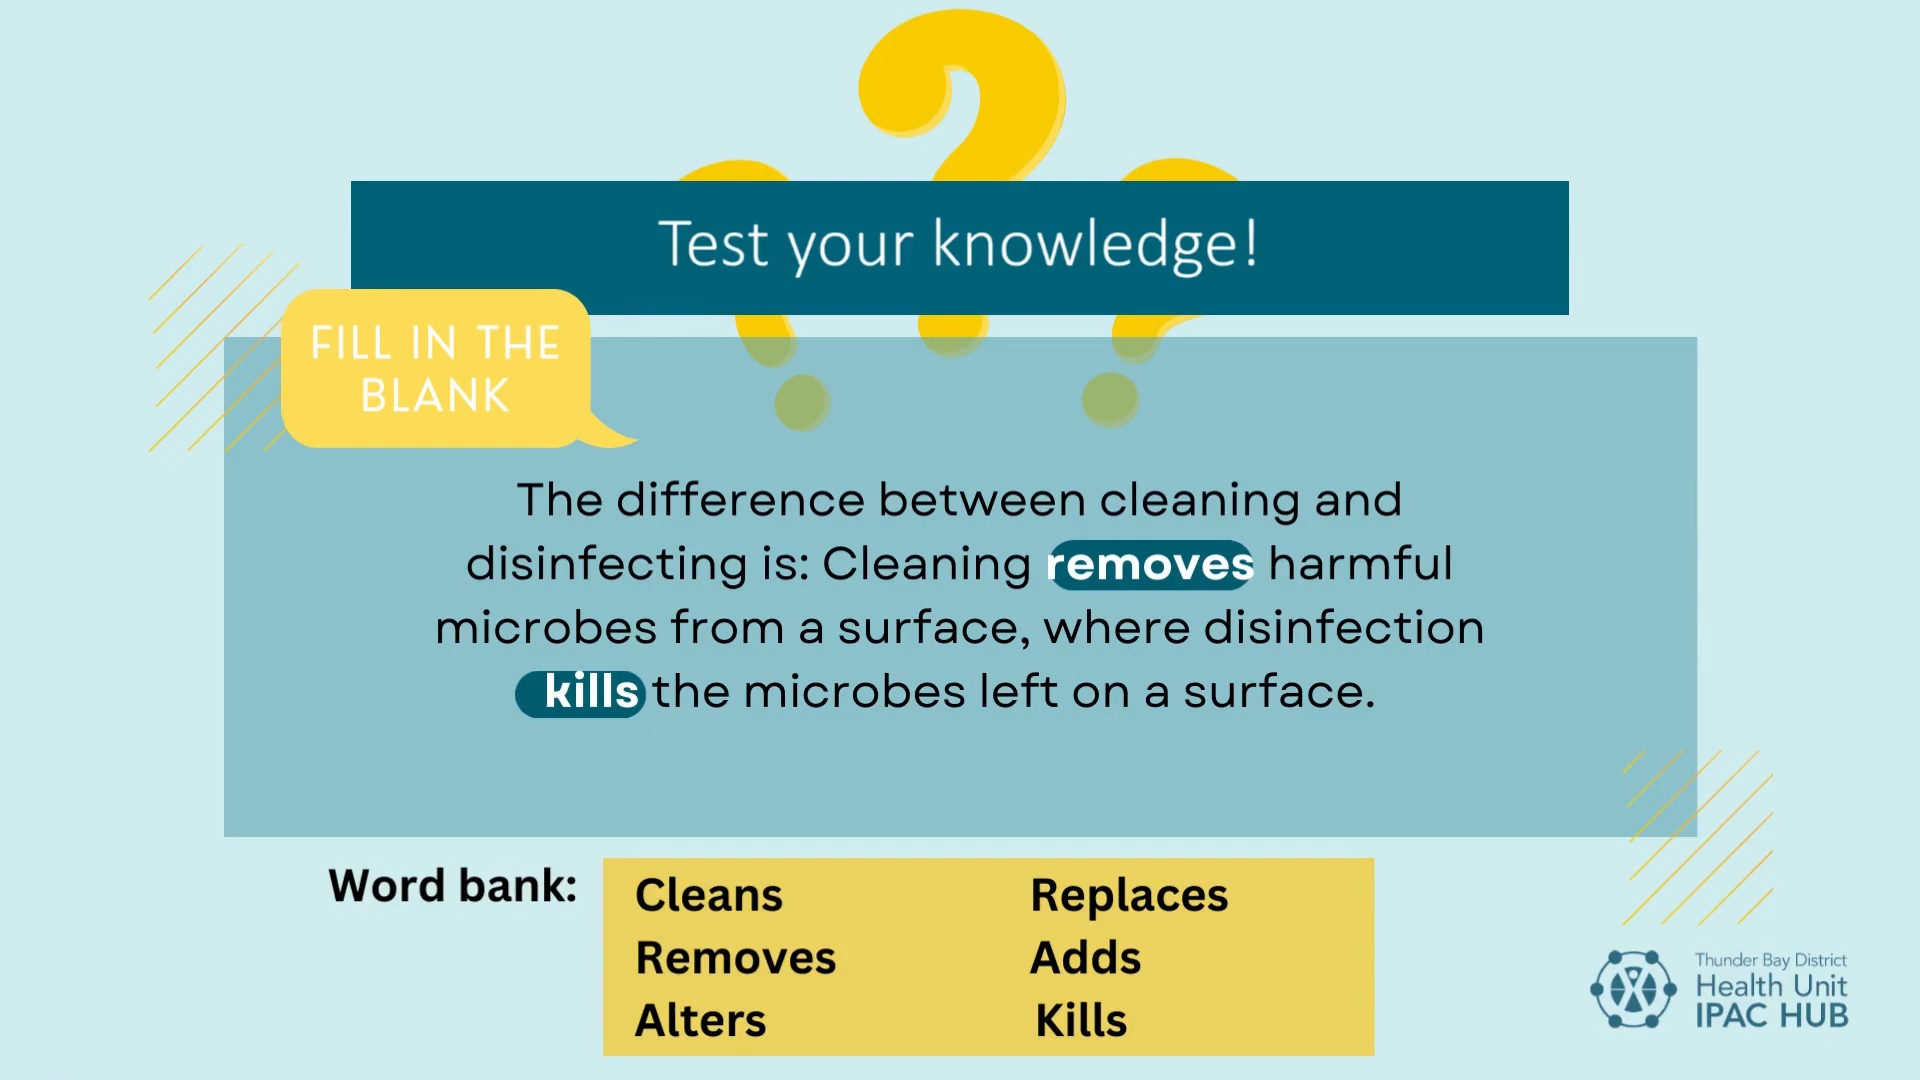 Test your knowledge!
FILL IN THE
BLANK
The difference between cleaning and
disinfecting is: Cleaning removes harmful
microbes from a surface, where disinfection
kills the microbes left on a surface.
Word bank:
Cleans
Removes
Alters
Replaces
Adds
Kills
Thunder Bay District
Health Unit
IPAC HUB